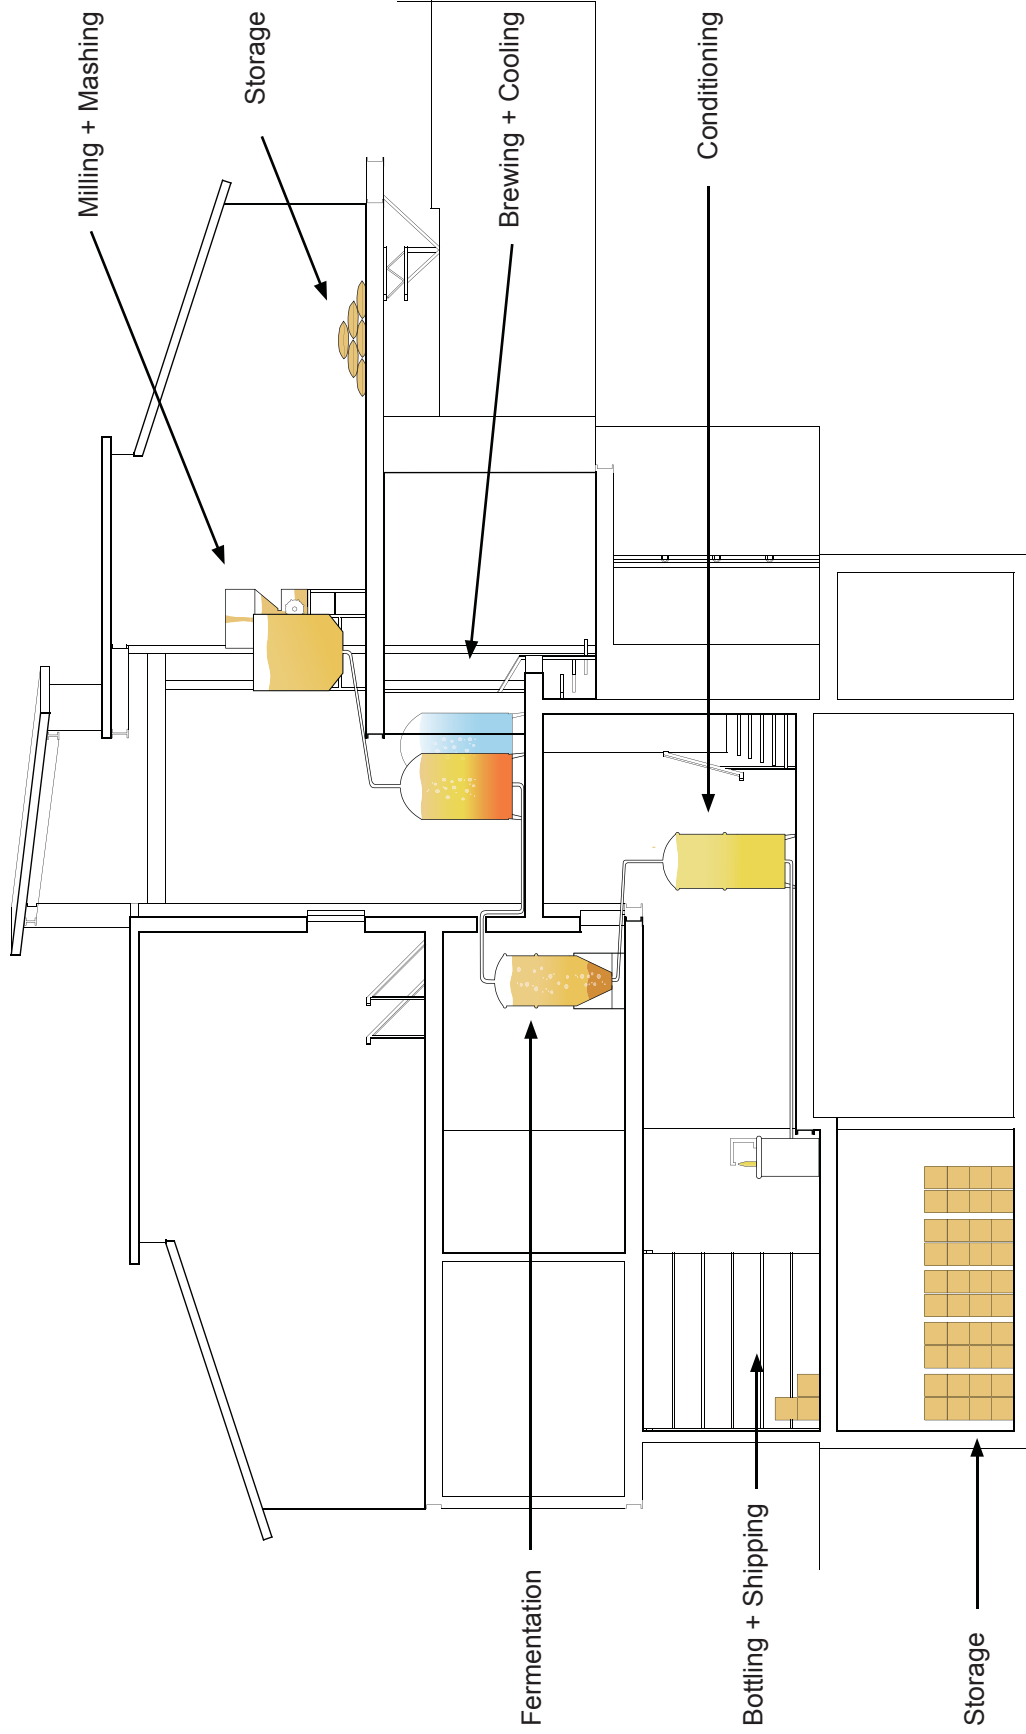 Milling + Mashing
Storage
Brewing + Cooling
Conditioning
Fermentation
Bottling + Shipping
Storage